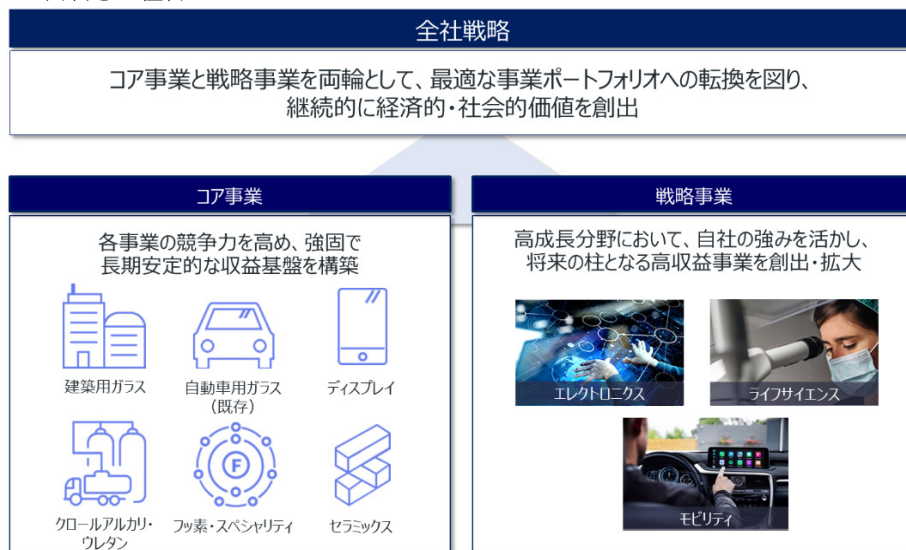 全社戦略
コア事業と戦略事業を両輪として、最適な事業ポートフォリオへの転換を図り、
継続的に経済的・社会的価値を創出
コア事業
各事業の競争力を高め、強固で
長期安定的な収益基盤を構築
建築用ガラス
自動車用ガラス
(既存)
ディスプレイ
クロールアルカリ・
ウレタン
F
フッ素・スペシャリティ
セラミックス
戦略事業
高成長分野において、自社の強みを活かし、
将来の柱となる高収益事業を創出・拡大
エレクトロニクス
ライフサイエンス
モビリティ